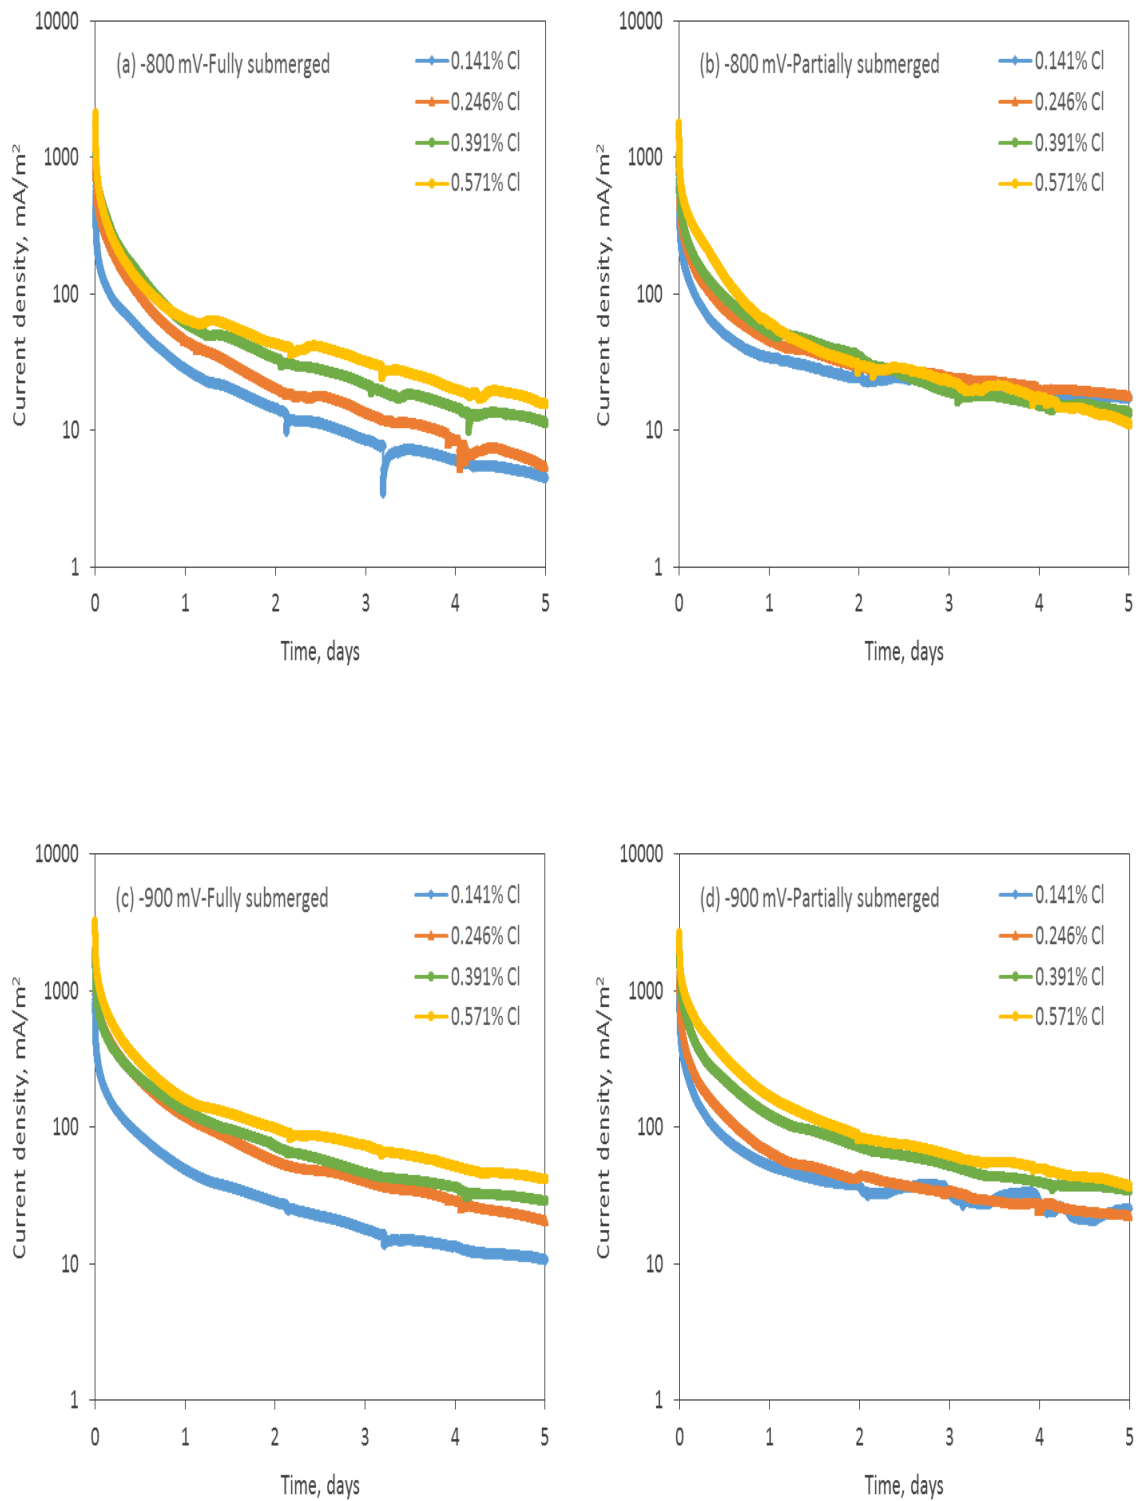 10000
1000
100
10
1
Current density, mA/m²
(a) -800 mV-Fully submerged
0.141% Cl
0.246% Cl
0.391% Cl
0.571% Cl
0 1 2 3 4 5
Time, days
10000
1000
100
10
1
Current density, mA/m²
(b) -800 mV-Partially submerged
0.141% Cl
0.246% Cl
0.391% Cl
0.571% Cl
0 1 2 3 4 5
Time, days
10000
1000
100
10
1
Current density, mA/m²
(c) -900 mV-Fully submerged
0.141% Cl
0.246% Cl
0.391% Cl
0.571% Cl
0 1 2 3 4 5
Time, days
10000
1000
100
10
1
Current density, mA/m²
(d) -900 mV-Partially submerged
0.141% Cl
0.246% Cl
0.391% Cl
0.571% Cl
0 1 2 3 4 5
Time, days